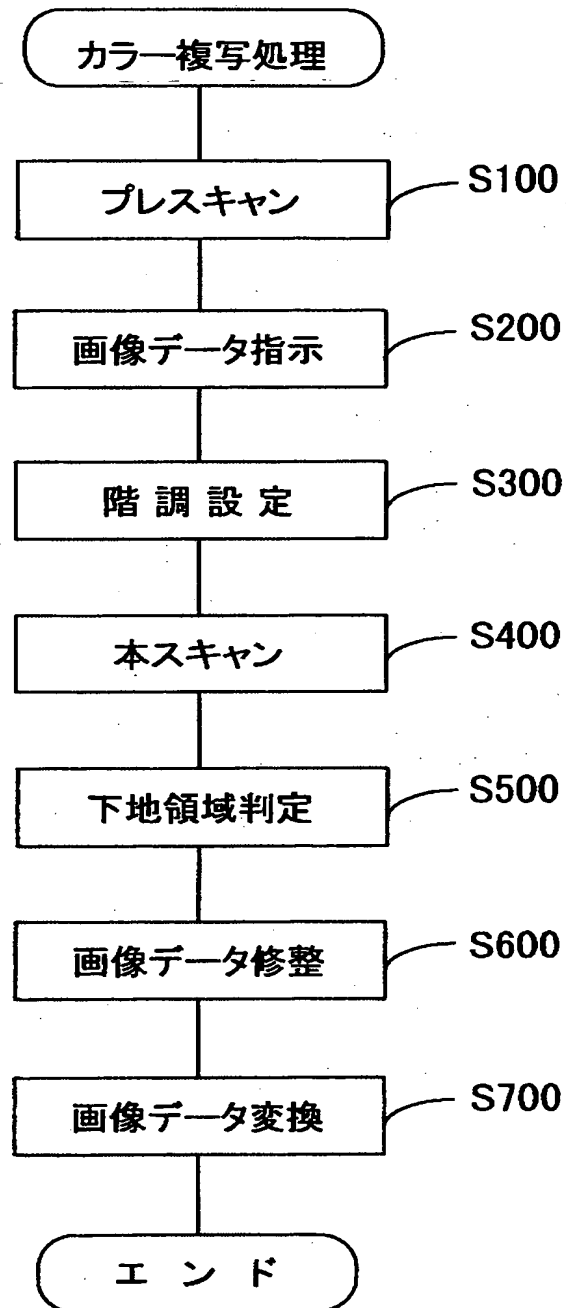 カラー複写処理
プレスキャン
S100
画像データ指示
S200
階調設定
S300
本スキャン
S400
下地領域判定
S500
画像データ修整
S600
画像データ変換
S700
エンド